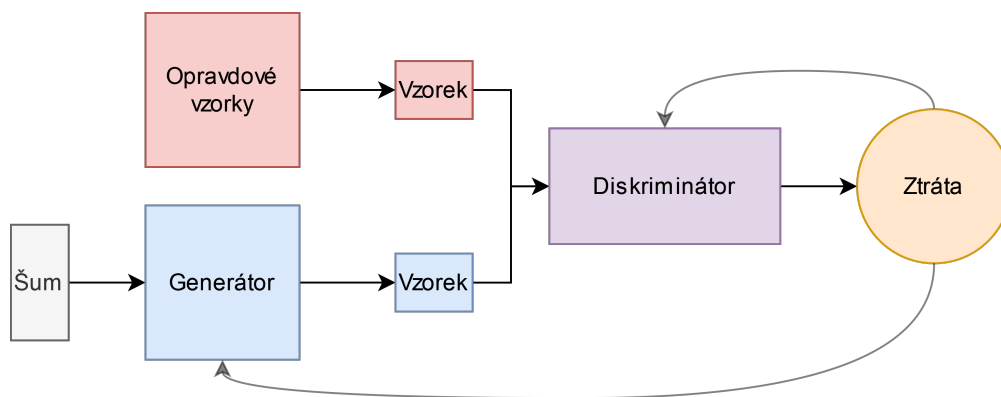 Opravdové
vzorky
Vzorek
Diskriminátor
Ztráta
Šum
Generátor
Vzorek